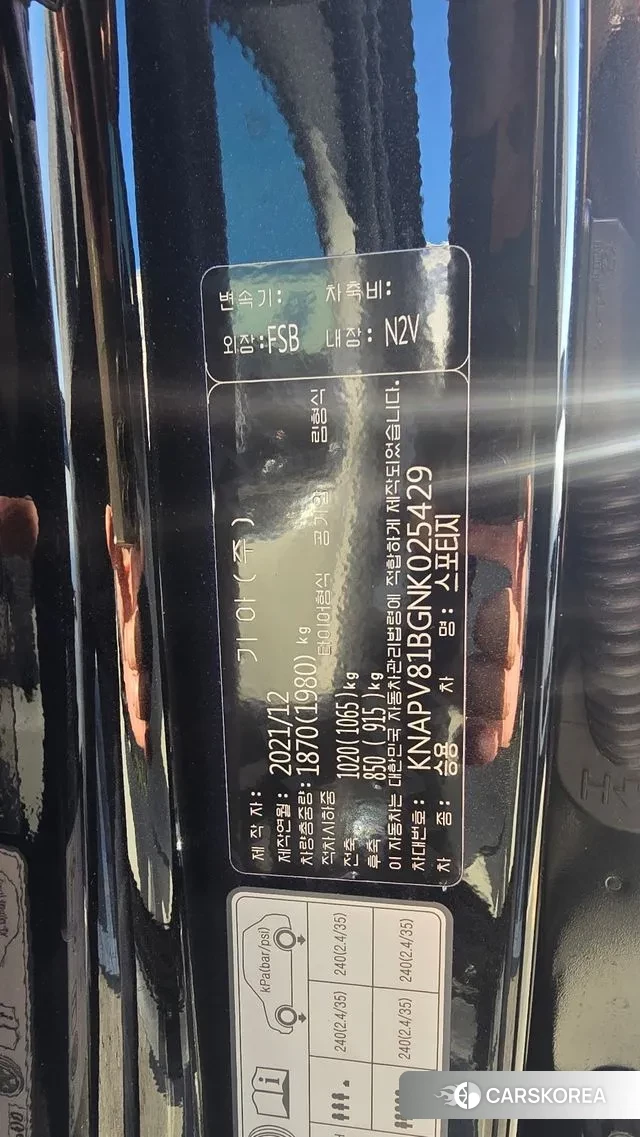 변속기: 차축비:
외장:FSB 내장: N2V
제 작 자: 기아(주)
제작연월: 2021/12
차량총중량: 1870(1980) kg
적차시하중 타이어형식 공기압 림형식
전축 1020(1065) kg
후축 850 ( 915) kg
이 자동차는 대한민국 자동차관리법령에 적합하게 제작되었습니다.
차대번호: KNAPV81BGNK025429
차 종: 승용 차 명: 스포티지
kPa(bar/psi)
240(2.4/35) 240(2.4/35)
240(2.4/35) 240(2.4/35)
CARSKOREA